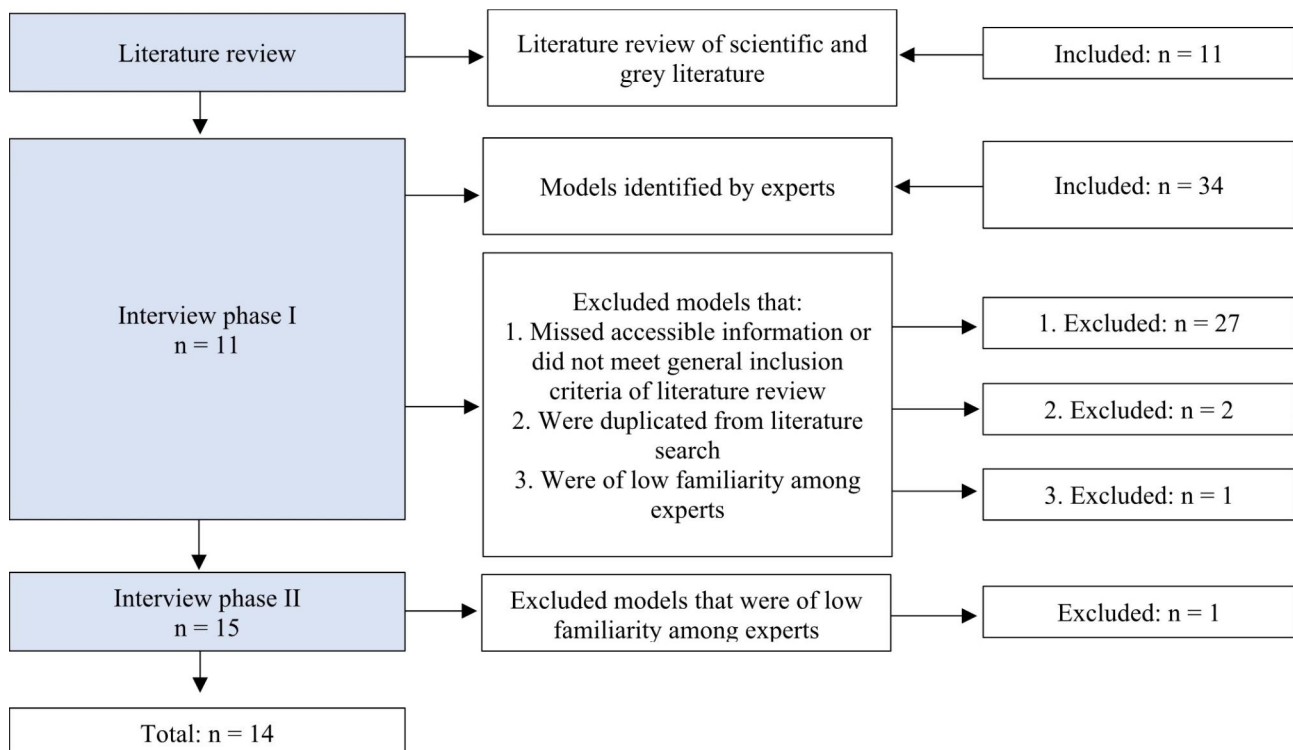 Literature review
Literature review of scientific and
grey literature
Included: n = 11
Interview phase I
n = 11
Models identified by experts
Included: n = 34
Excluded models that:
1. Missed accessible information or
did not meet general inclusion
criteria of literature review
2. Were duplicated from literature
search
3. Were of low familiarity among
experts
1. Excluded: n = 27
2. Excluded: n = 2
3. Excluded: n = 1
Interview phase II
n = 15
Excluded models that were of low
familiarity among experts
Excluded: n = 1
Total: n = 14